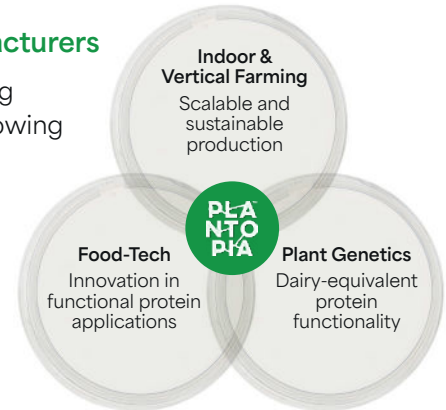 acturers
g
owing
Indoor &
Vertical Farming
Scalable and
sustainable
production
PLA
NTO
PIA
Food-Tech
Innovation in
functional protein
applications
Plant Genetics
Dairy-equivalent
protein
functionality